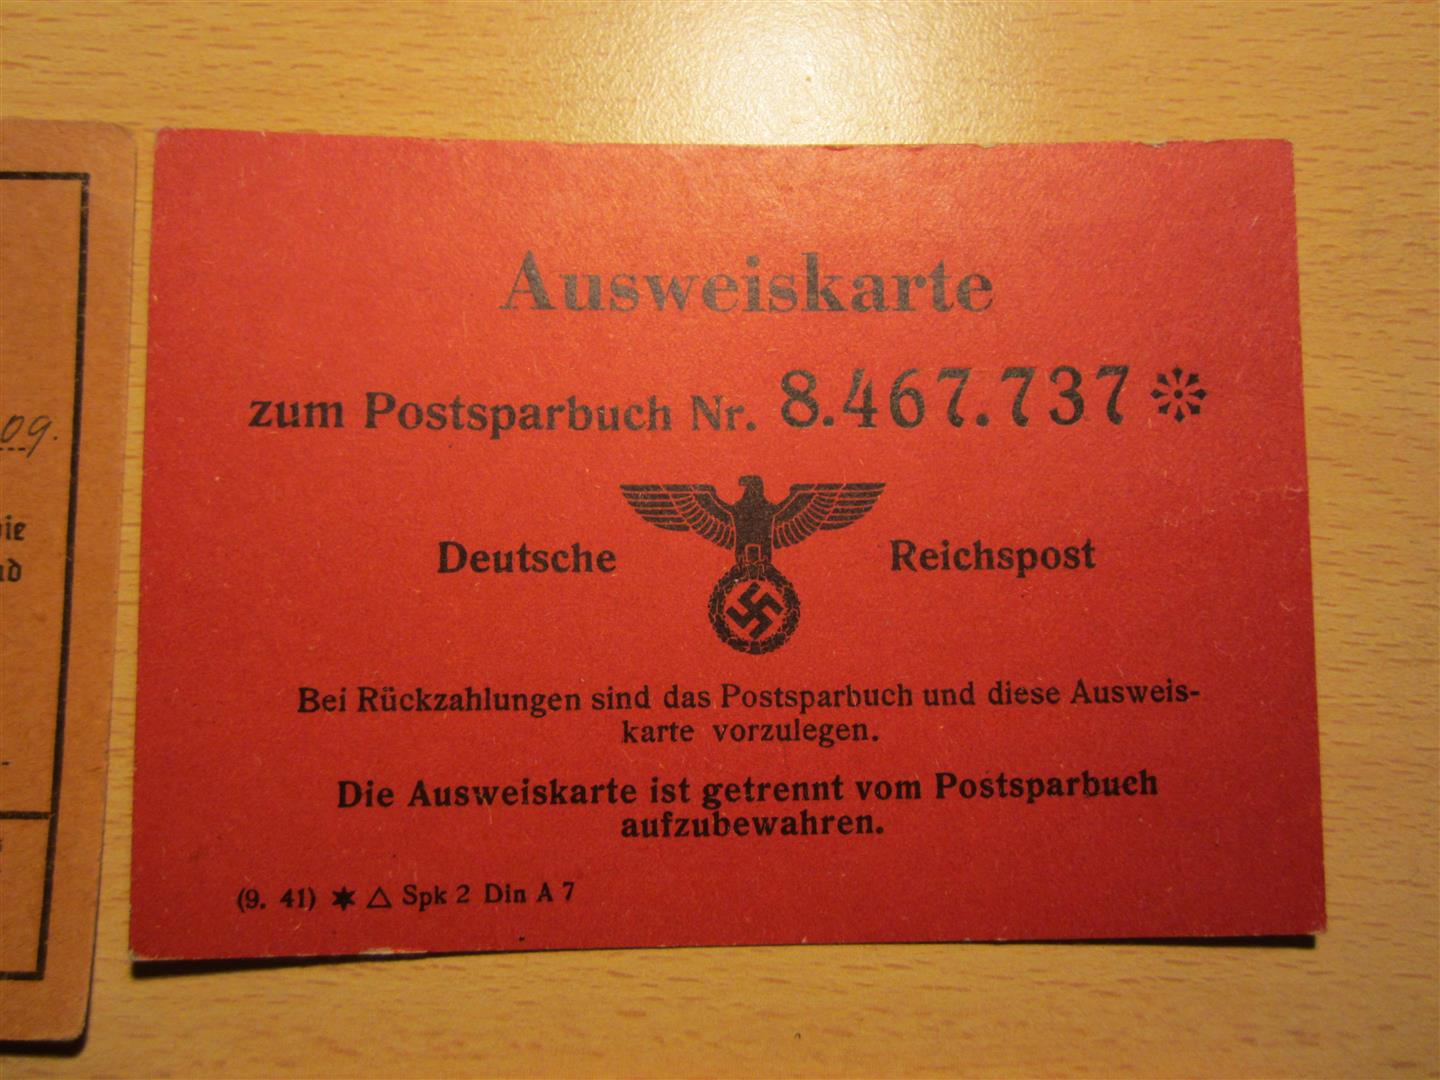 09.
Ausweiskarte
zum Postsparbuch Nr. 8.467.737
Deutsche Reichspost
Bei Rückzahlungen sind das Postsparbuch und diese Ausweis-
karte vorzulegen.
Die Ausweiskarte ist getrennt vom Postsparbuch
aufzubewahren.
(9. 41) ✶ △ Spk 2 Din A 7